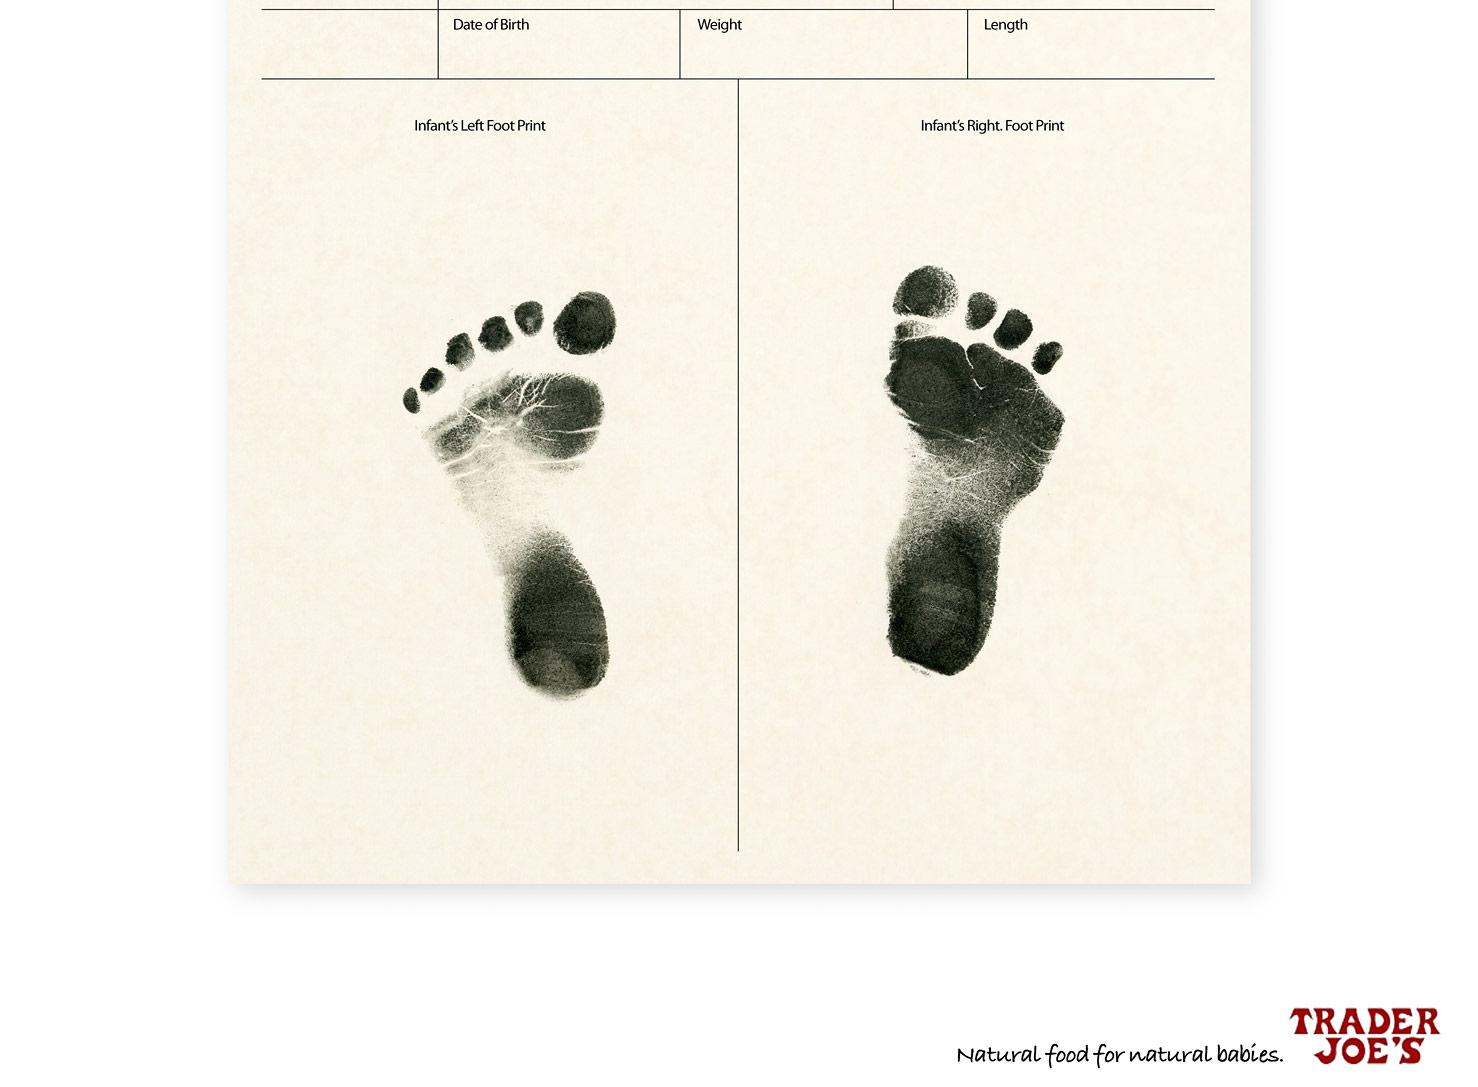 Date of Birth
Weight
Length
Infant's Left Foot Print
Infant's Right. Foot Print
Natural food for natural babies.
TRADER
JOE'S